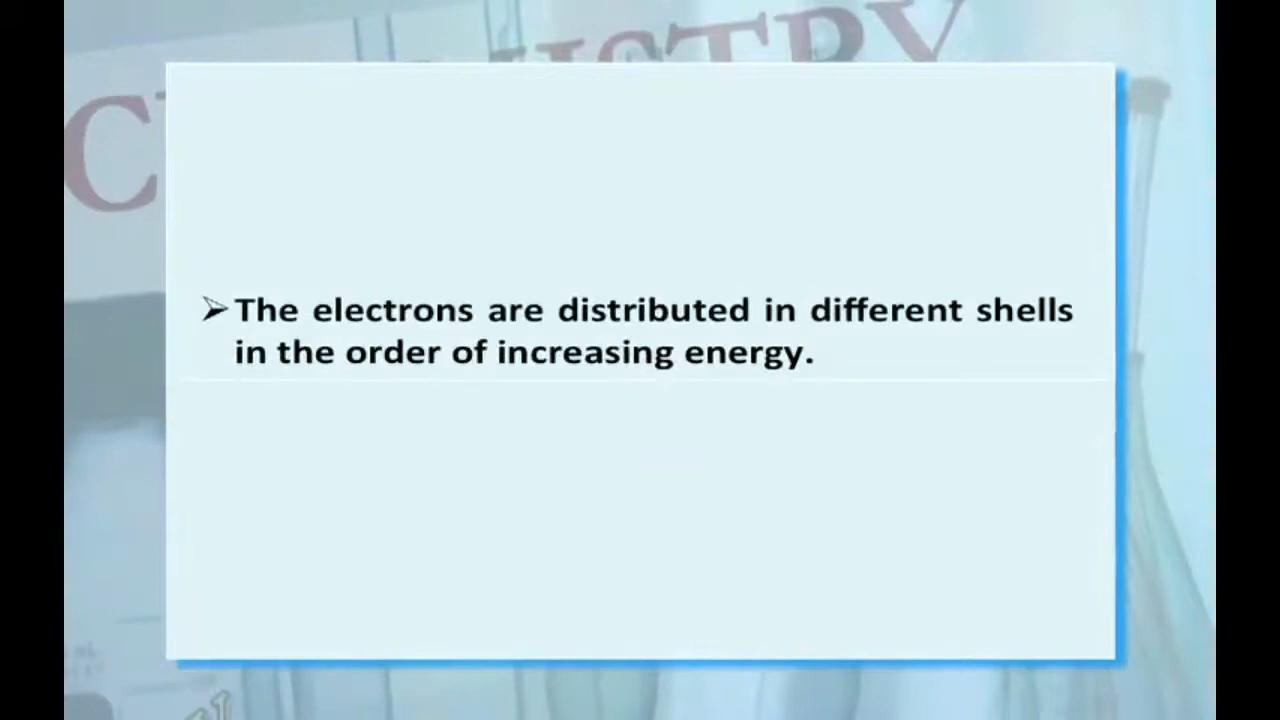 ➢ The electrons are distributed in different shells
in the order of increasing energy.